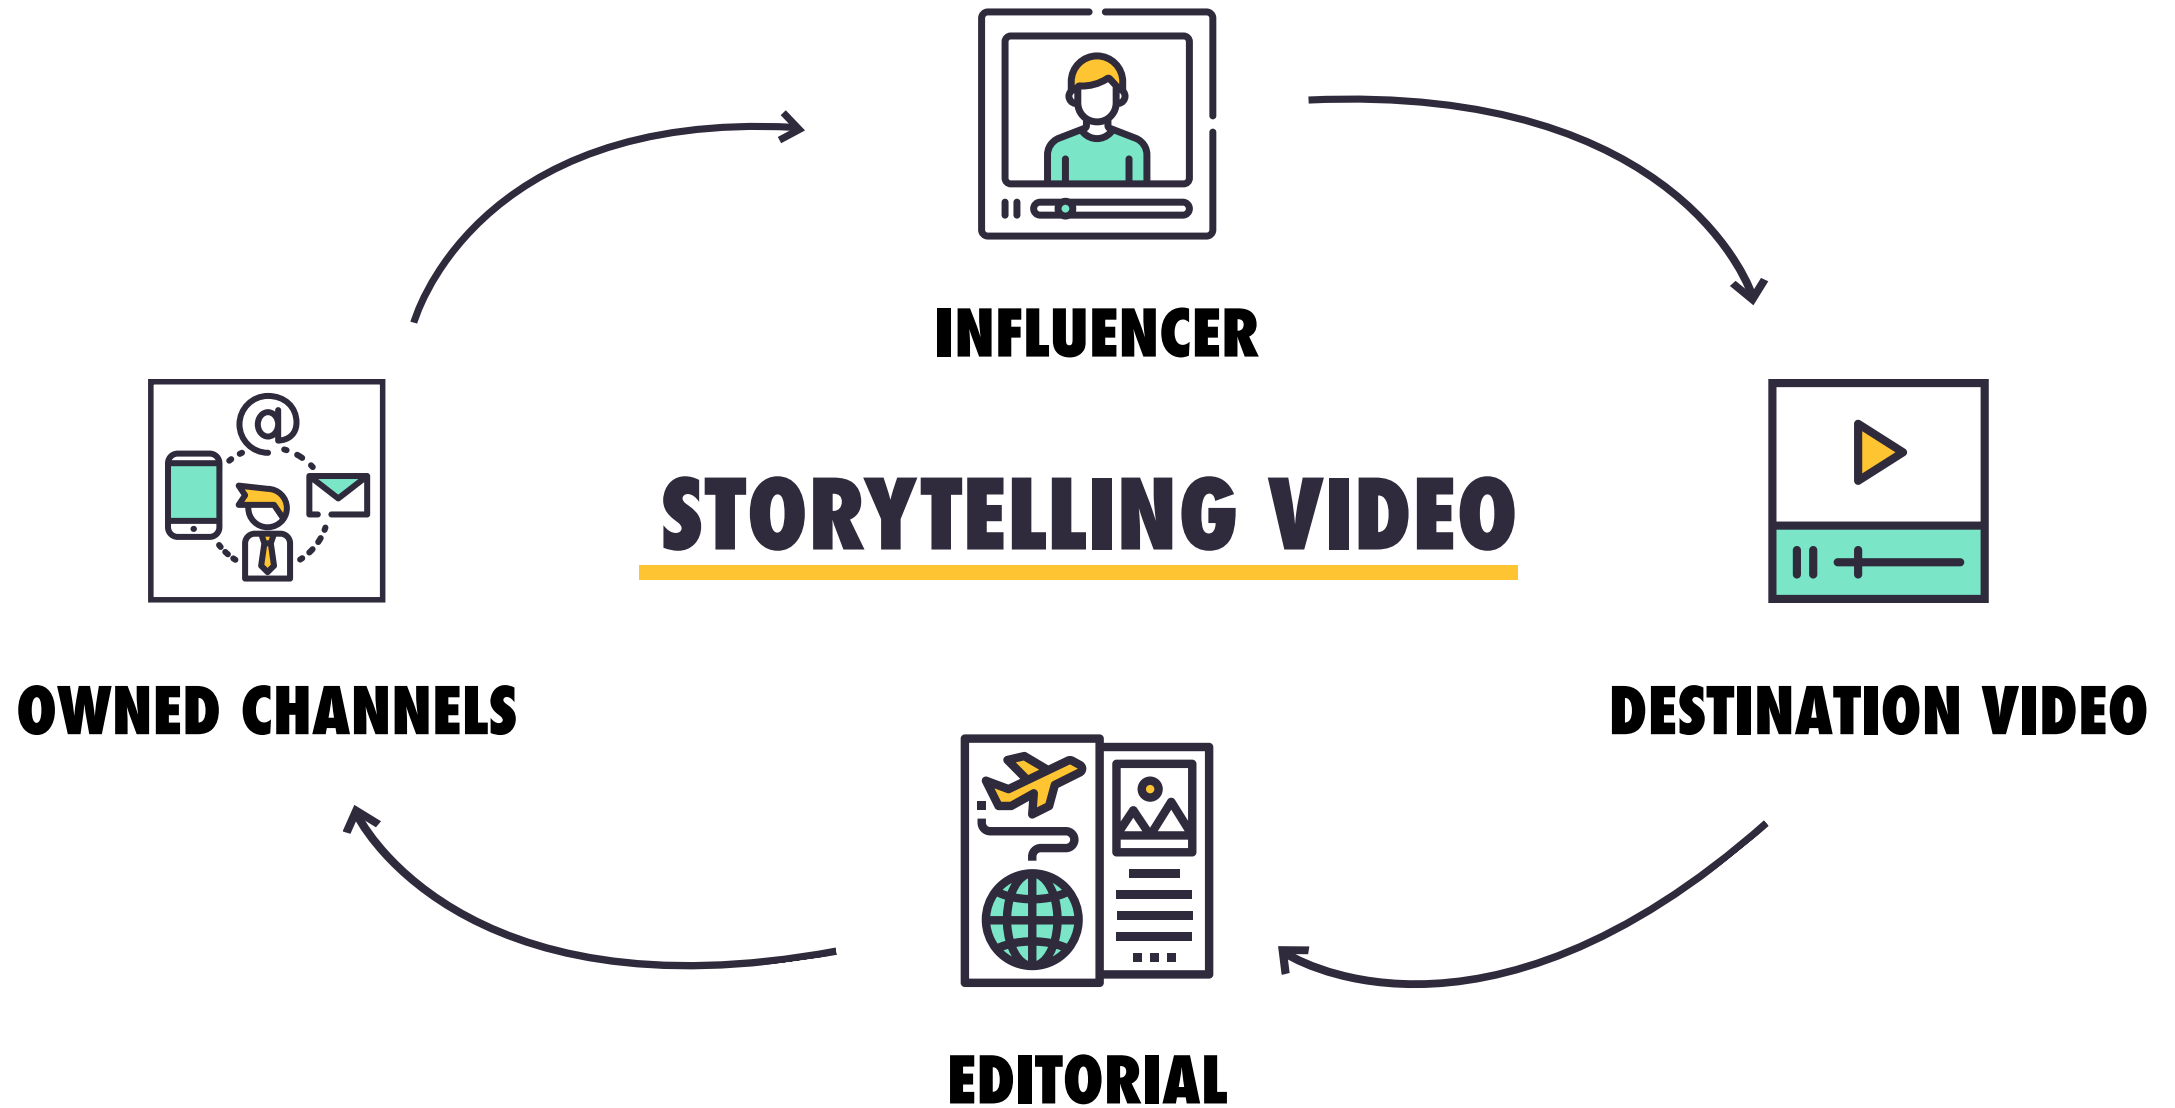 INFLUENCER
STORYTELLING VIDEO
OWNED CHANNELS
DESTINATION VIDEO
EDITORIAL